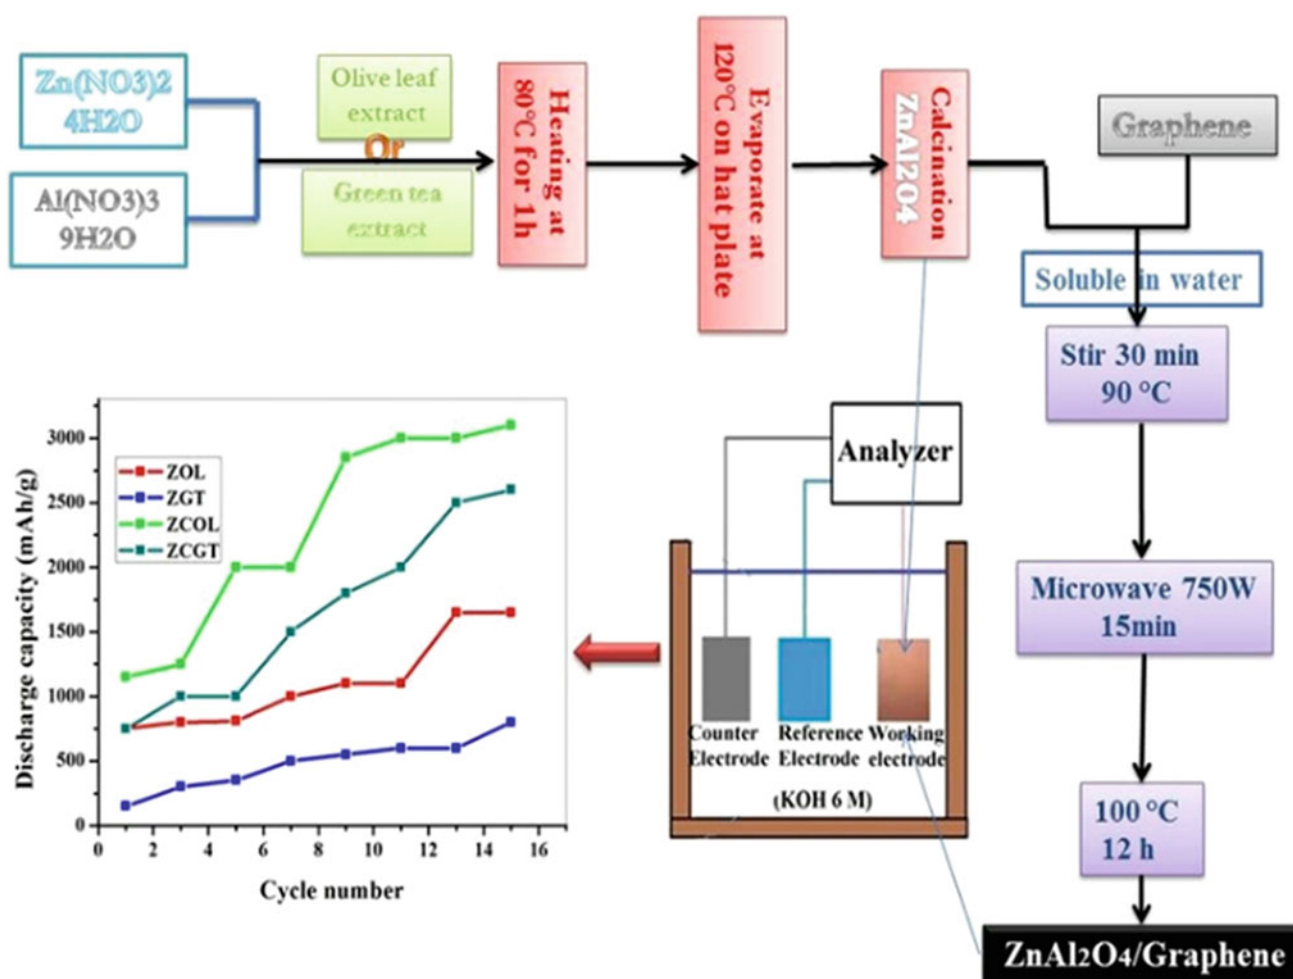 Zn(NO3)2
4H2O
Al(NO3)3
9H2O
Olive leaf
extract
Or
Green tea
extract
Heating at
80°C for 1h
Evaporate at
120°C on hat plate
Calcination
ZnAl2O4
Graphene
Soluble in water
Stir 30 min
90 °C
Microwave 750W
15min
100 °C
12 h
ZnAl2O4/Graphene
Analyzer
Counter
Electrode
Reference
Electrode
Working
electrode
(KOH 6 M)
Discharge capacity (mAh/g)
3000
2500
2000
1500
1000
500
0
ZOL
ZGT
ZCOL
ZCGT
0 2 4 6 8 10 12 14 16
Cycle number